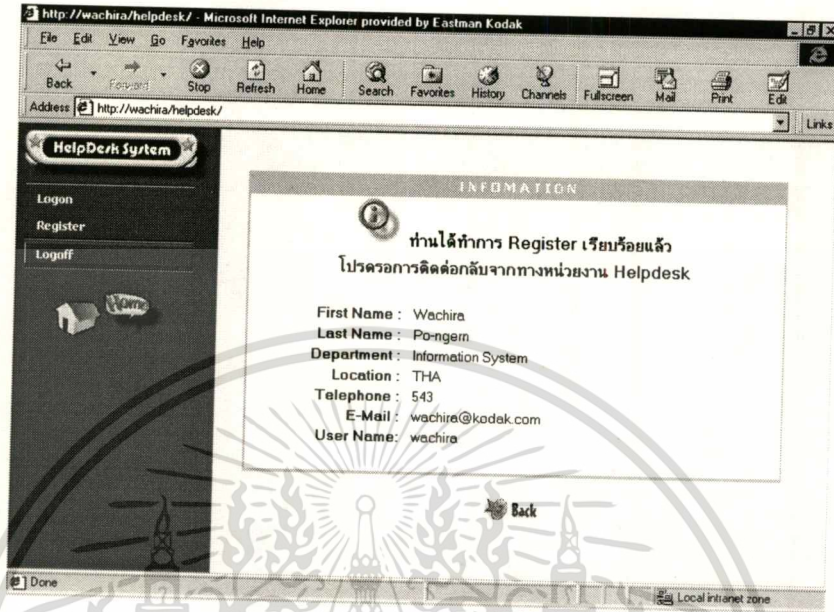 http://wachira/helpdesk/ - Microsoft Internet Explorer provided by Eastman Kodak
File Edit View Go Favorites Help
Back Forward Stop Refresh Home Search Favorites History Channels Fullscreen Mail Print Edit
Address http://wachira/helpdesk/ Links
HelpDesk System
Logon
Register
Logoff
Home
INFOMATION
ท่านได้ทำการ Register เรียบร้อยแล้ว
โปรดรอการติดต่อกลับจากทางหน่วยงาน Helpdesk
First Name : Wachira
Last Name : Po-ngern
Department : Information System
Location : THA
Telephone : 543
E-Mail : wachira@kodak.com
User Name: wachira
Back
Done Local intranet zone